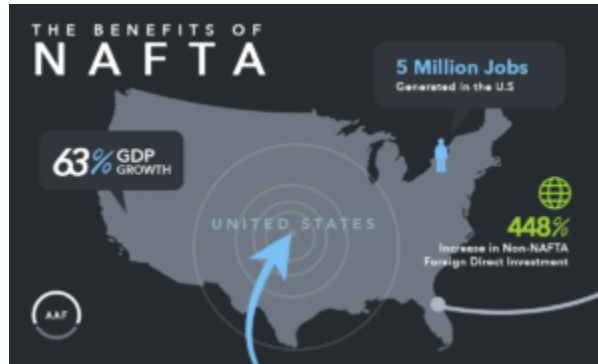 THE BENEFITS OF
NAFTA
5 Million Jobs
Generated in the U.S
63% GDP
GROWTH
UNITED STATES
448%
Increase in Non-NAFTA
Foreign Direct Investment
AAF